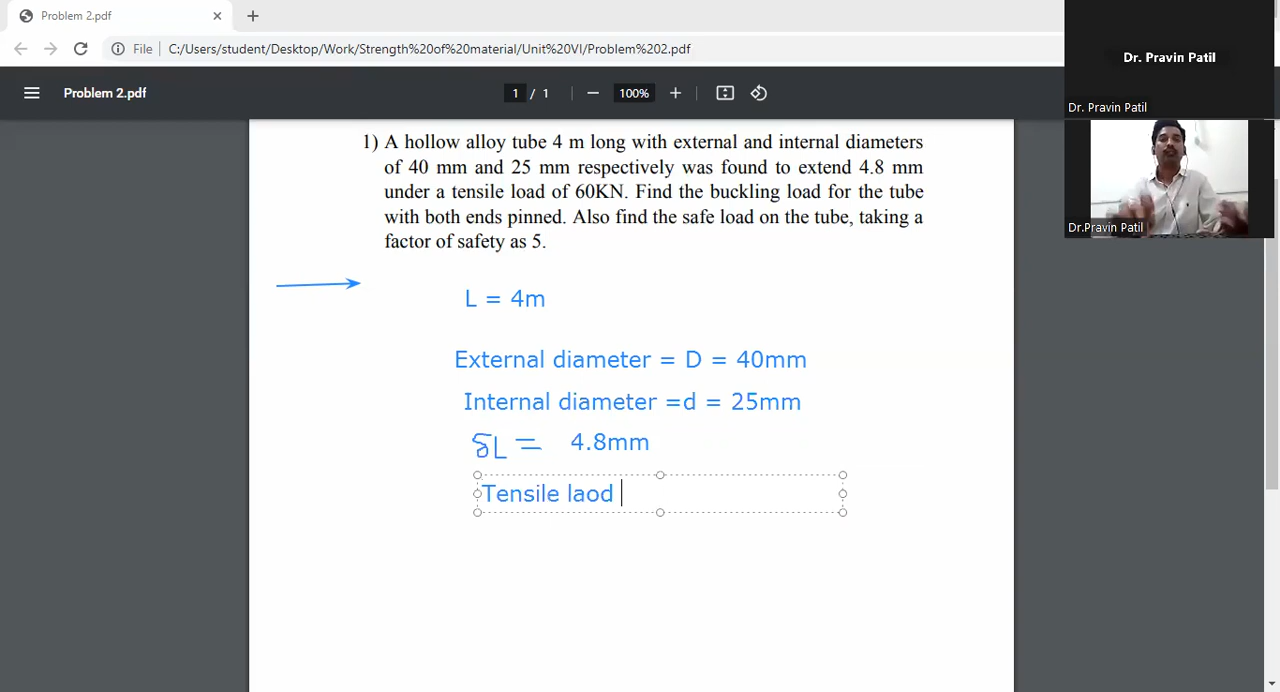 Problem 2.pdf
File
C:/Users/student/Desktop/Work/Strength%20of%20material/Unit%20VI/Problem%202.pdf
Problem 2.pdf
1 / 1
100%
Dr. Pravin Patil
Dr. Pravin Patil
Dr.Pravin Patil
1) A hollow alloy tube 4 m long with external and internal diameters
of 40 mm and 25 mm respectively was found to extend 4.8 mm
under a tensile load of 60KN. Find the buckling load for the tube
with both ends pinned. Also find the safe load on the tube, taking a
factor of safety as 5.
L = 4m
External diameter = D = 40mm
Internal diameter =d = 25mm
δL = 4.8mm
Tensile laod